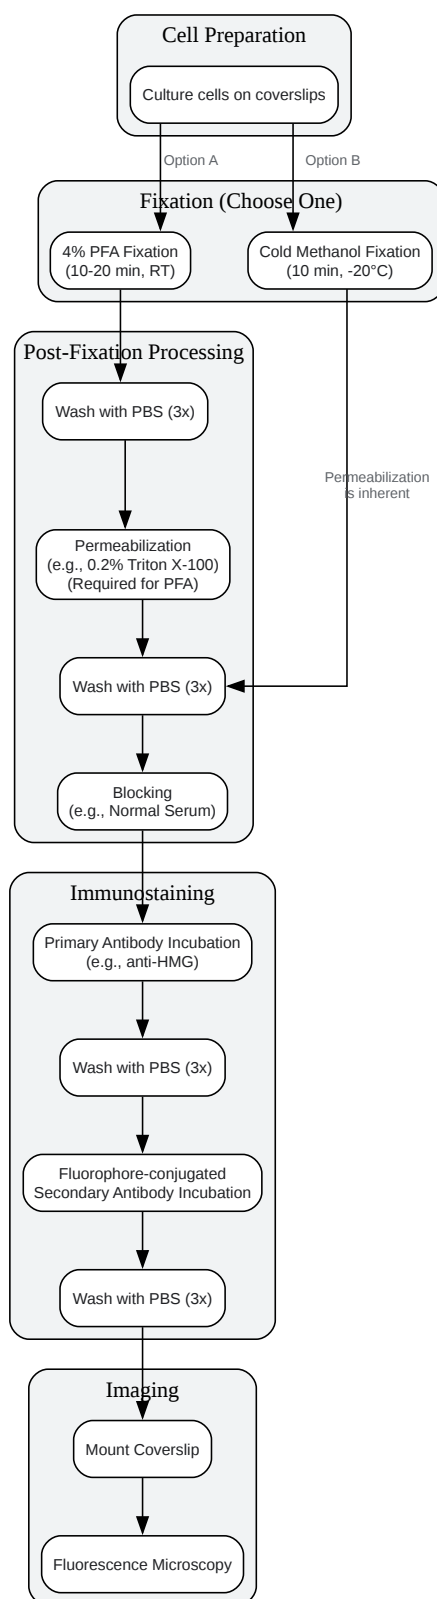 Cell Preparation
Culture cells on coverslips
Option A
Option B
Fixation (Choose One)
4% PFA Fixation
(10-20 min, RT)
Cold Methanol Fixation
(10 min, -20°C)
Post-Fixation Processing
Wash with PBS (3x)
Permeabilization
is inherent
Permeabilization
(e.g., 0.2% Triton X-100)
(Required for PFA)
Wash with PBS (3x)
Blocking
(e.g., Normal Serum)
Immunostaining
Primary Antibody Incubation
(e.g., anti-HMG)
Wash with PBS (3x)
Fluorophore-conjugated
Secondary Antibody Incubation
Wash with PBS (3x)
Imaging
Mount Coverslip
Fluorescence Microscopy